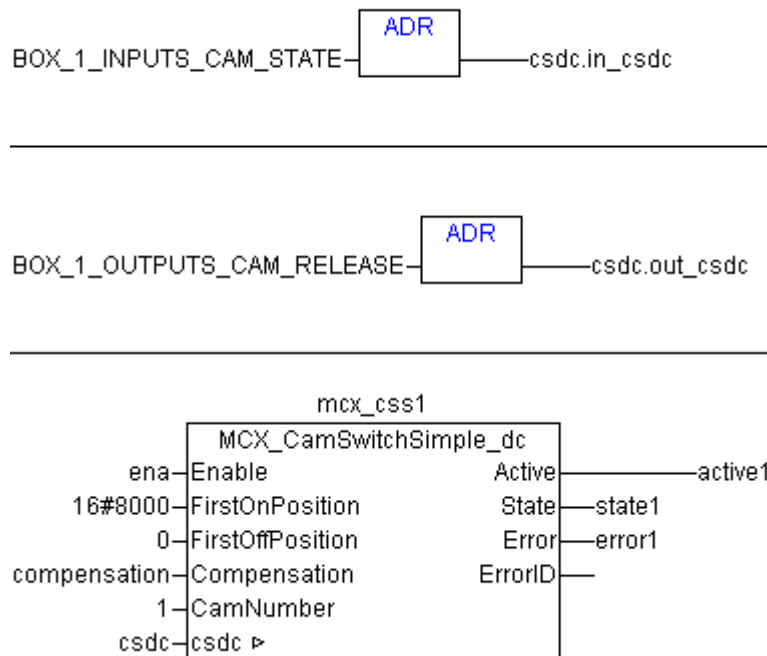 ADR
BOX_1_INPUTS_CAM_STATE csdc.in_csdc
ADR
BOX_1_OUTPUTS_CAM_RELEASE csdc.out_csdc
mcx_css1
MCX_CamSwitchSimple_dc
ena Enable Active active1
16#8000 FirstOnPosition State state1
0 FirstOffPosition Error error1
compensation Compensation ErrorID
1 CamNumber
csdc csdc ▹